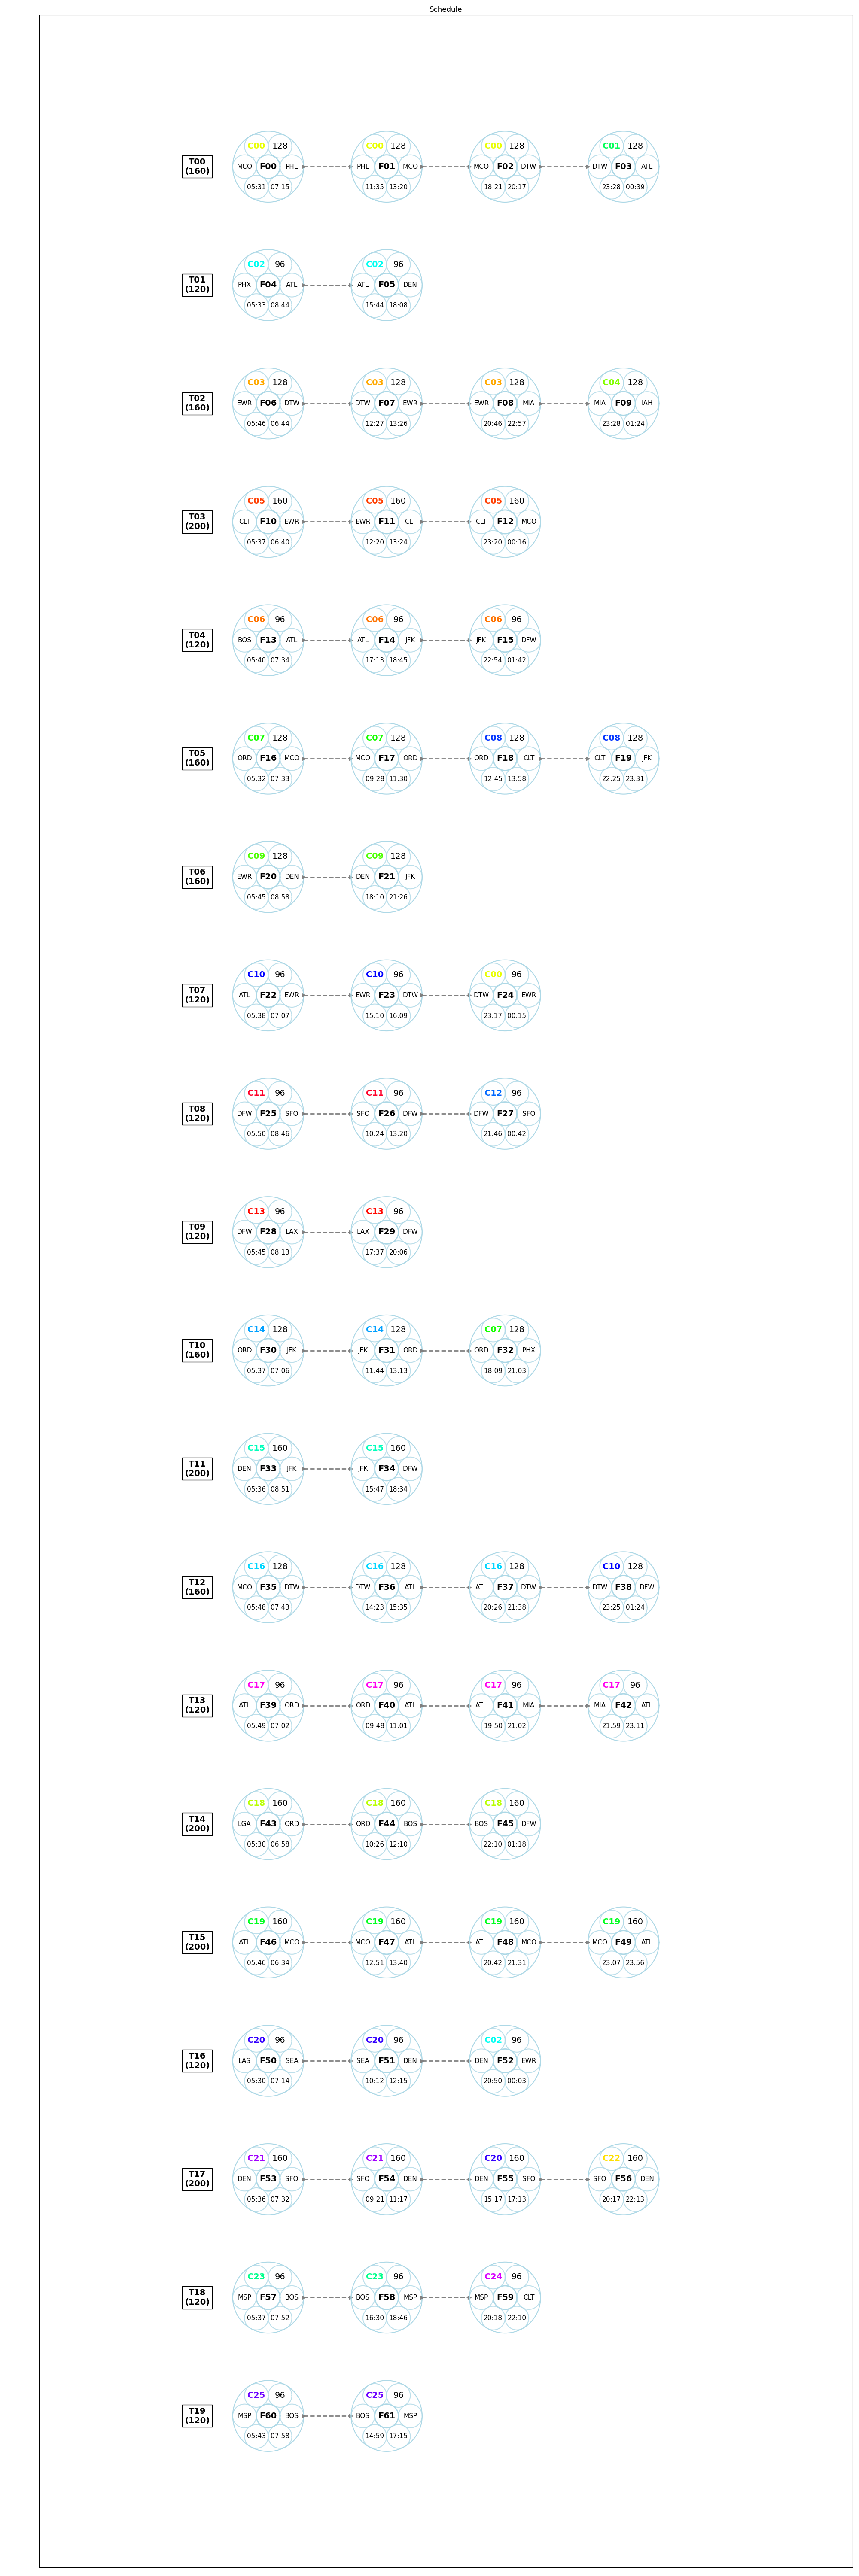 Schedule
C00 128 C00 128 C00 128 C01 128
T00
(160)
MCO F00 PHL PHL F01 MCO MCO F02 DTW DTW F03 ATL
05:31 07:15 11:35 13:20 18:21 20:17 23:28 00:39
C02 96 C02 96
T01
(120)
PHX F04 ATL ATL F05 DEN
05:33 08:44 15:44 18:08
C03 128 C03 128 C03 128 C04 128
T02
(160)
EWR F06 DTW DTW F07 EWR EWR F08 MIA MIA F09 IAH
05:46 06:44 12:27 13:26 20:46 22:57 23:28 01:24
C05 160 C05 160 C05 160
T03
(200)
CLT F10 EWR EWR F11 CLT CLT F12 MCO
05:37 06:40 12:20 13:24 23:20 00:16
C06 96 C06 96 C06 96
T04
(120)
BOS F13 ATL ATL F14 JFK JFK F15 DFW
05:40 07:34 17:13 18:45 22:54 01:42
C07 128 C07 128 C08 128 C08 128
T05
(160)
ORD F16 MCO MCO F17 ORD ORD F18 CLT CLT F19 JFK
05:32 07:33 09:28 11:30 12:45 13:58 22:25 23:31
C09 128 C09 128
T06
(160)
EWR F20 DEN DEN F21 JFK
05:45 08:58 18:10 21:26
C10 96 C10 96 C00 96
T07
(120)
ATL F22 EWR EWR F23 DTW DTW F24 EWR
05:38 07:07 15:10 16:09 23:17 00:15
C11 96 C11 96 C12 96
T08
(120)
DFW F25 SFO SFO F26 DFW DFW F27 SFO
05:50 08:46 10:24 13:20 21:46 00:42
C13 96 C13 96
T09
(120)
DFW F28 LAX LAX F29 DFW
05:45 08:13 17:37 20:06
C14 128 C14 128 C07 128
T10
(160)
ORD F30 JFK JFK F31 ORD ORD F32 PHX
05:37 07:06 11:44 13:13 18:09 21:03
C15 160 C15 160
T11
(200)
DEN F33 JFK JFK F34 DFW
05:36 08:51 15:47 18:34
C16 128 C16 128 C16 128 C10 128
T12
(160)
MCO F35 DTW DTW F36 ATL ATL F37 DTW DTW F38 DFW
05:48 07:43 14:23 15:35 20:26 21:38 23:25 01:24
C17 96 C17 96 C17 96 C17 96
T13
(120)
ATL F39 ORD ORD F40 ATL ATL F41 MIA MIA F42 ATL
05:49 07:02 09:48 11:01 19:50 21:02 21:59 23:11
C18 160 C18 160 C18 160
T14
(200)
LGA F43 ORD ORD F44 BOS BOS F45 DFW
05:30 06:58 10:26 12:10 22:10 01:18
C19 160 C19 160 C19 160 C19 160
T15
(200)
ATL F46 MCO MCO F47 ATL ATL F48 MCO MCO F49 ATL
05:46 06:34 12:51 13:40 20:42 21:31 23:07 23:56
C20 96 C20 96 C02 96
T16
(120)
LAS F50 SEA SEA F51 DEN DEN F52 EWR
05:30 07:14 10:12 12:15 20:50 00:03
C21 160 C21 160 C20 160 C22 160
T17
(200)
DEN F53 SFO SFO F54 DEN DEN F55 SFO SFO F56 DEN
05:36 07:32 09:21 11:17 15:17 17:13 20:17 22:13
C23 96 C23 96 C24 96
T18
(120)
MSP F57 BOS BOS F58 MSP MSP F59 CLT
05:37 07:52 16:30 18:46 20:18 22:10
C25 96 C25 96
T19
(120)
MSP F60 BOS BOS F61 MSP
05:43 07:58 14:59 17:15